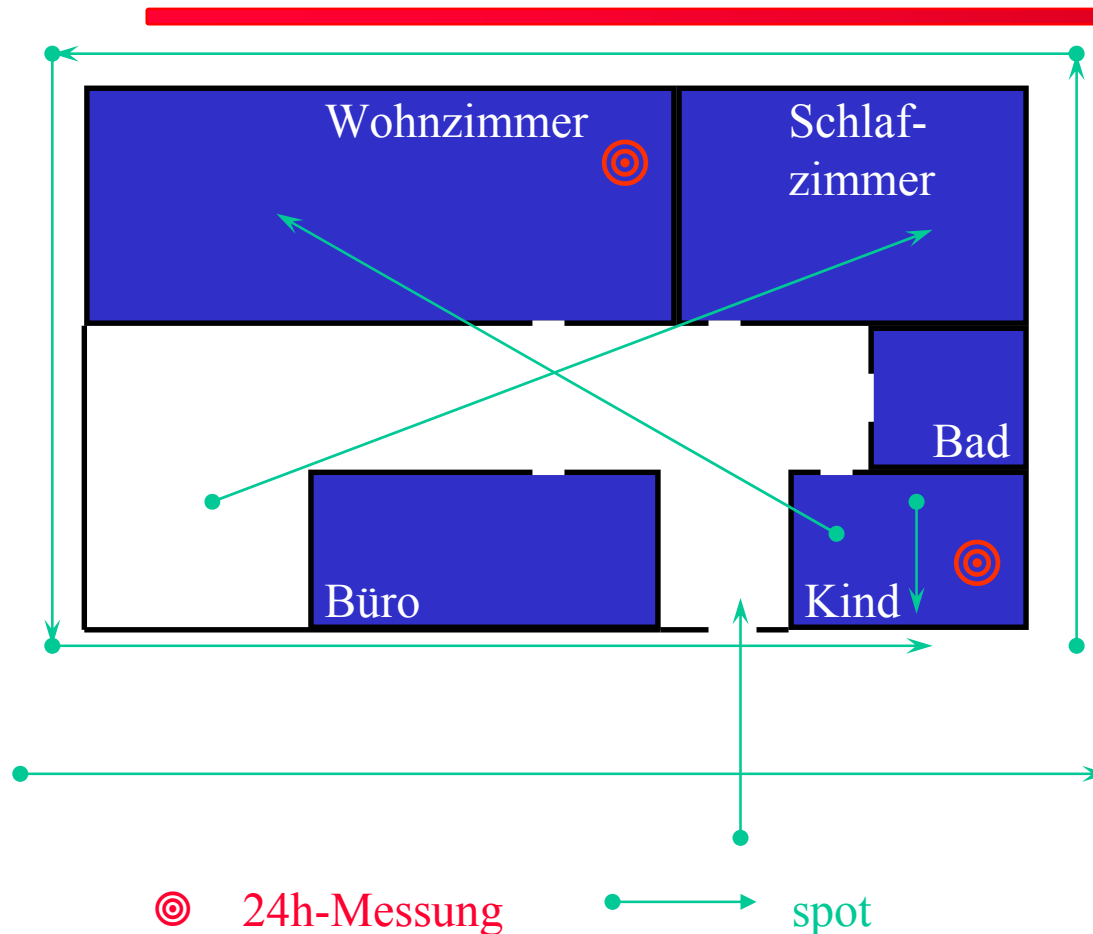 Wohnzimmer
Schlaf-
zimmer
Bad
Büro
Kind
24h-Messung
spot